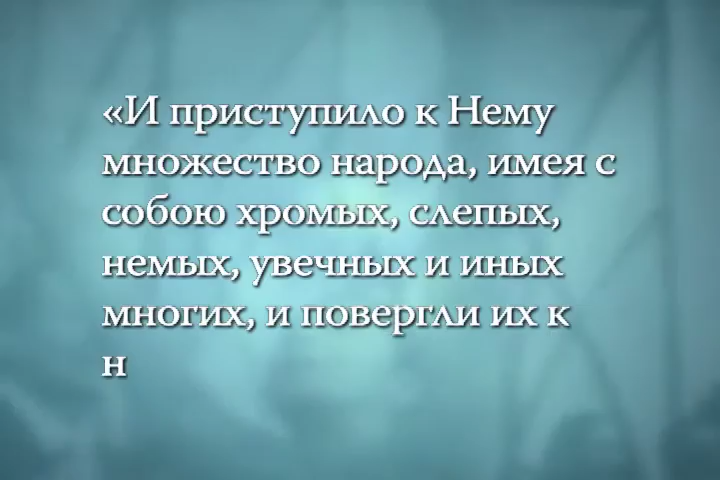 «И приступило к Нему
множество народа, имея с
собою хромых, слепых,
немых, увечных и иных
многих, и повергли их к
н